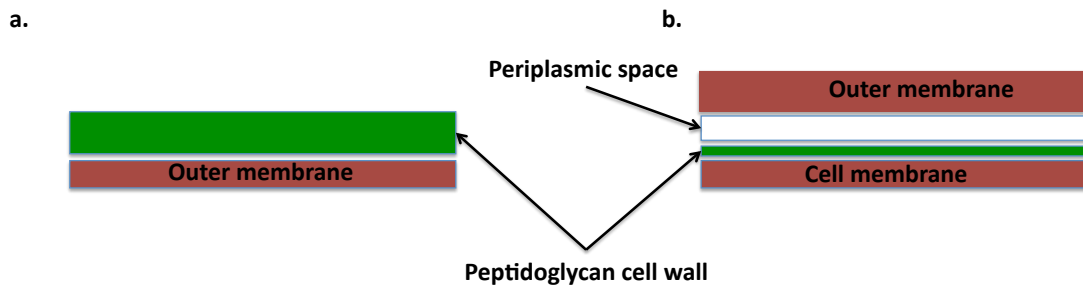 a.
b.
Periplasmic space
Outer membrane
Outer membrane
Cell membrane
Peptidoglycan cell wall